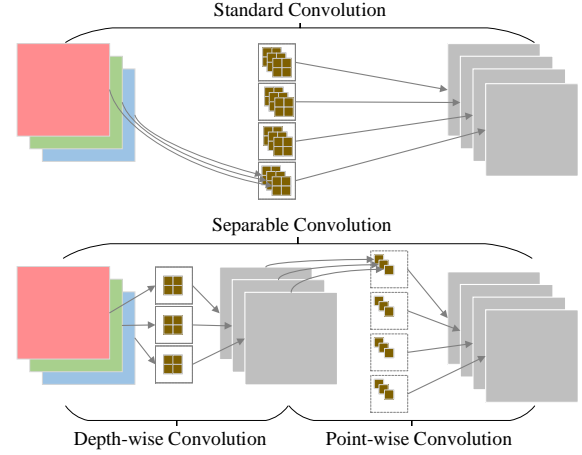 Standard Convolution
Separable Convolution
Depth-wise Convolution
Point-wise Convolution